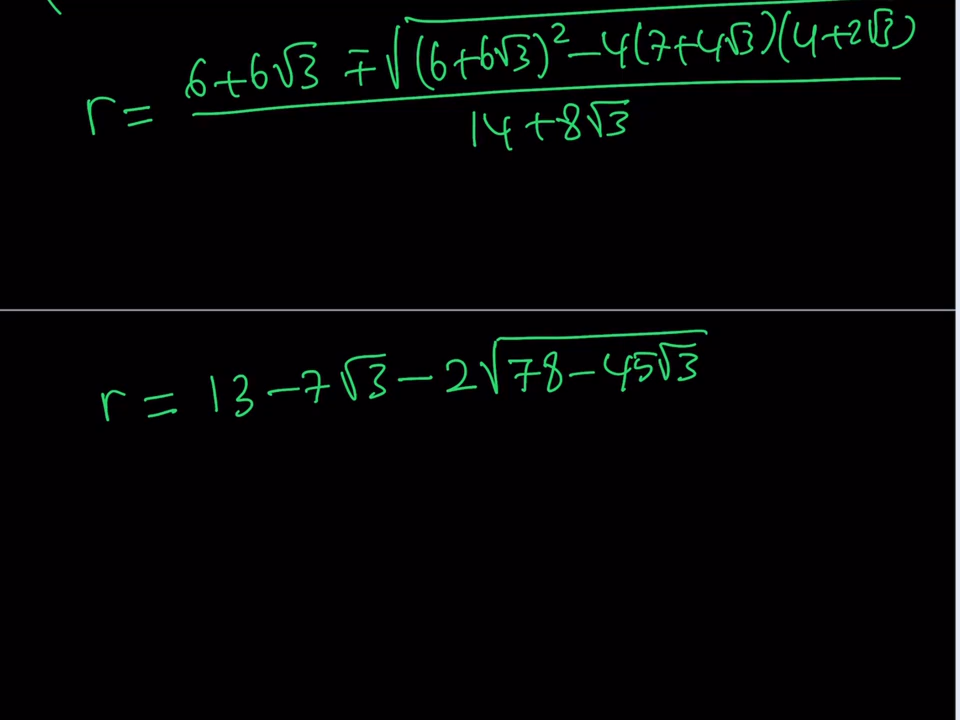 r = (6+6√3 ∓ √((6+6√3)² − 4(7+4√3)(4+2√3))) / (14+8√3)
r = 13 − 7√3 − 2√(78 − 45√3)